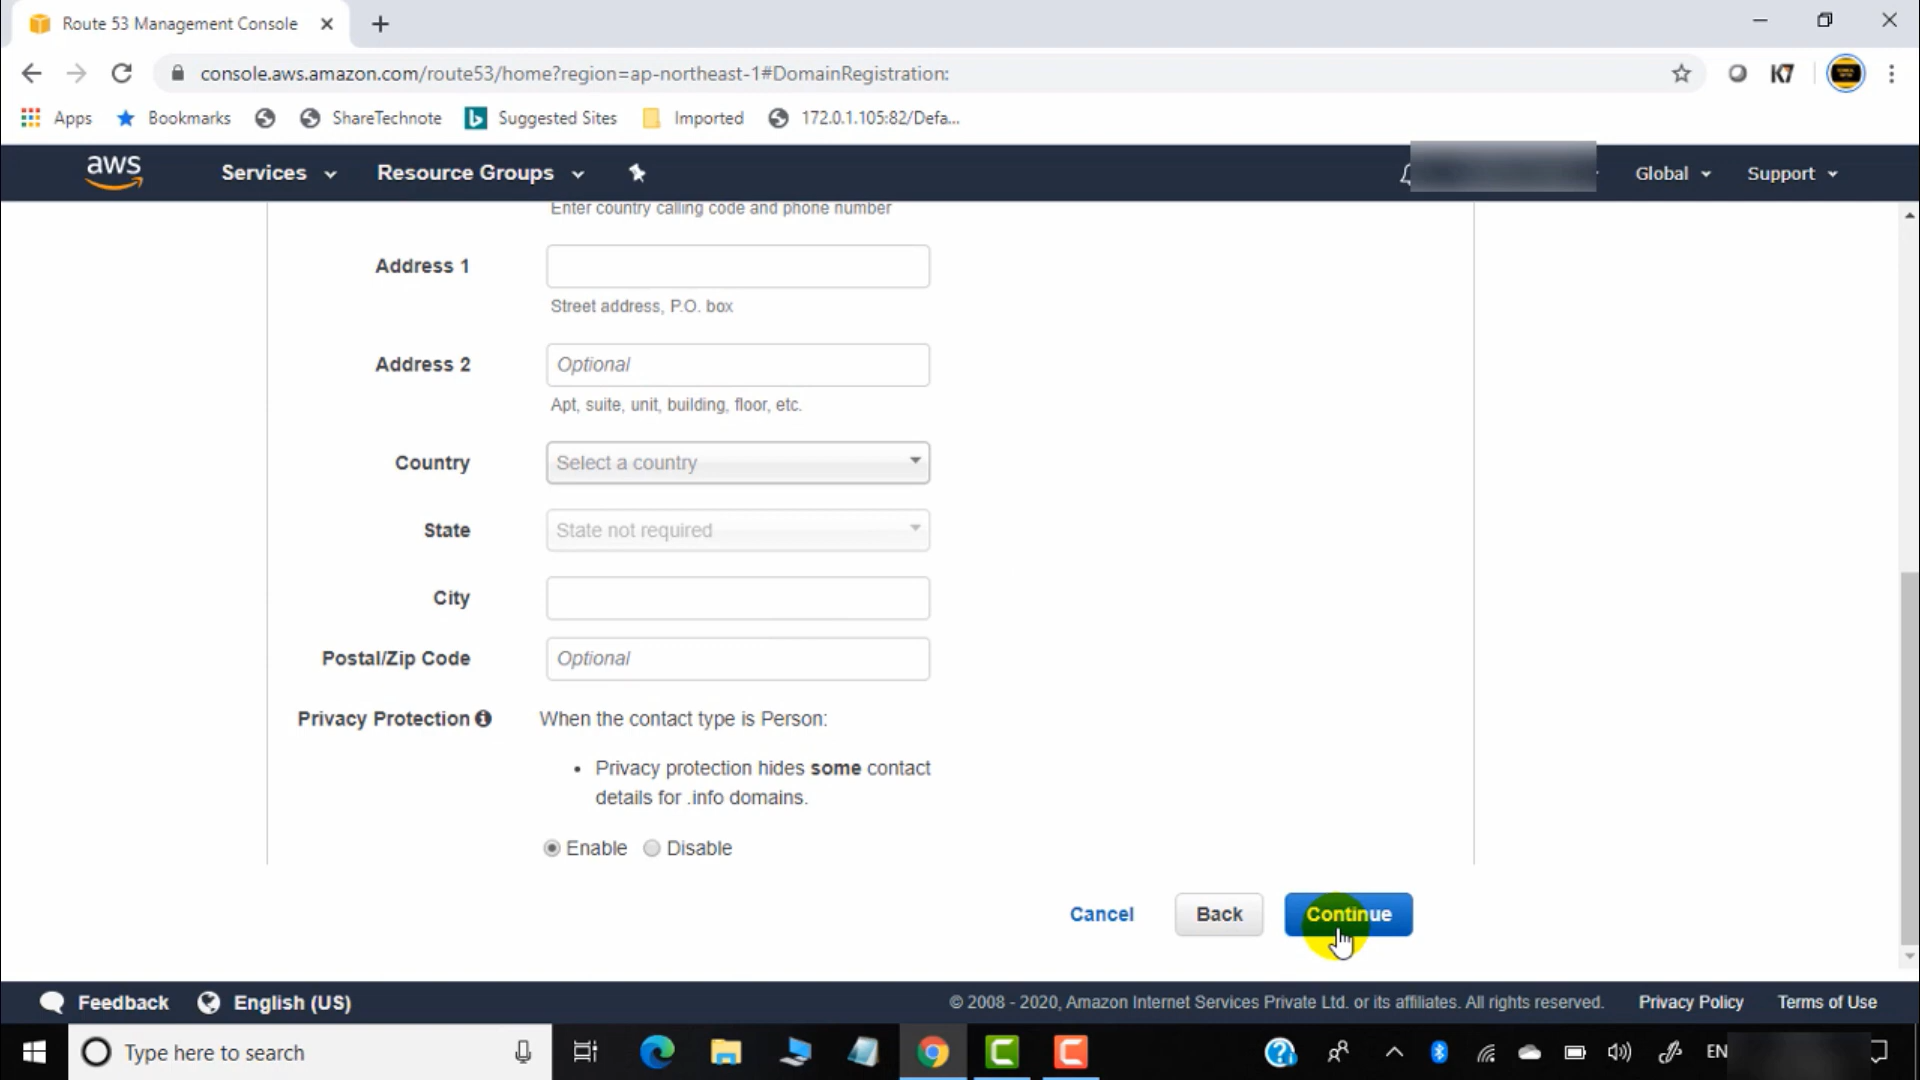 Route 53 Management Console
console.aws.amazon.com/route53/home?region=ap-northeast-1#DomainRegistration:
K7
Apps Bookmarks ShareTechnote Suggested Sites Imported 172.0.1.105:82/Defa...
aws Services Resource Groups Global Support
Enter country calling code and phone number
Address 1
Street address, P.O. box
Address 2 Optional
Apt, suite, unit, building, floor, etc.
Country Select a country
State State not required
City
Postal/Zip Code Optional
Privacy Protection When the contact type is Person:
• Privacy protection hides some contact
details for .info domains.
Enable Disable
Cancel Back Continue
Feedback English (US) © 2008 - 2020, Amazon Internet Services Private Ltd. or its affiliates. All rights reserved. Privacy Policy Terms of Use
Type here to search EN